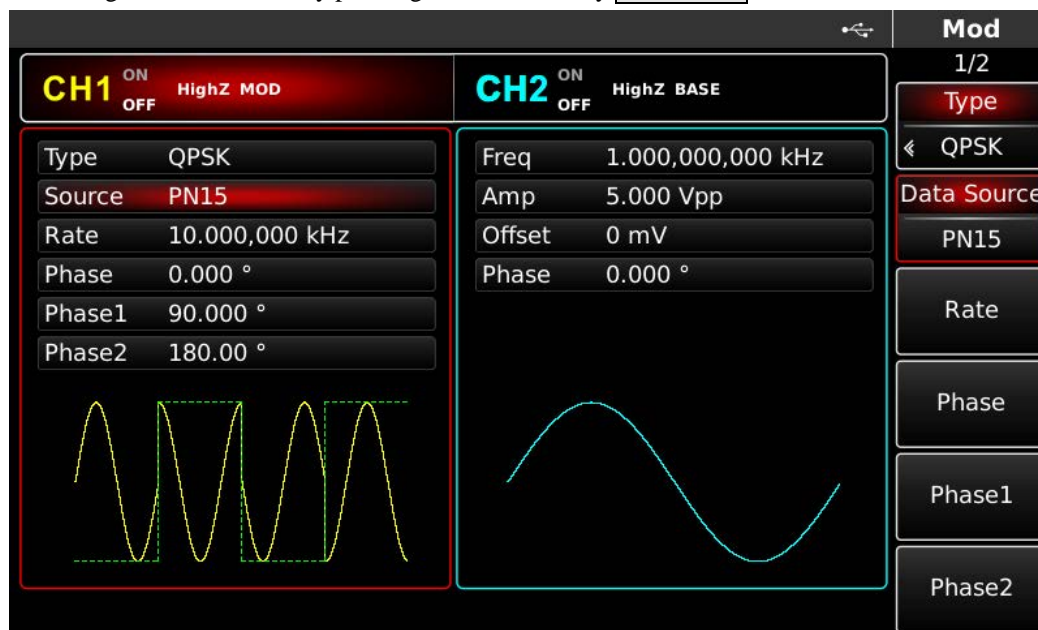 Mod
1/2
CH1 ON OFF HighZ MOD
CH2 ON OFF HighZ BASE
Type QPSK
Source PN15
Rate 10.000,000 kHz
Phase 0.000 °
Phase1 90.000 °
Phase2 180.00 °
Freq 1.000,000,000 kHz
Amp 5.000 Vpp
Offset 0 mV
Phase 0.000 °
Type
« QPSK
Data Source
PN15
Rate
Phase
Phase1
Phase2